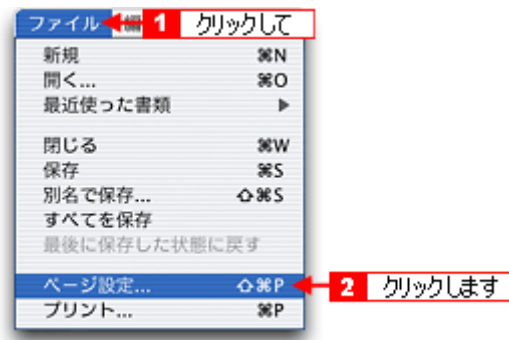 ファイル 1 クリックして
新規 ⌘N
開く... ⌘O
最近使った書類 ▶
閉じる ⌘W
保存 ⌘S
別名で保存... ⇧⌘S
すべてを保存
最後に保存した状態に戻す
ページ設定... ⇧⌘P 2 クリックします
プリント... ⌘P